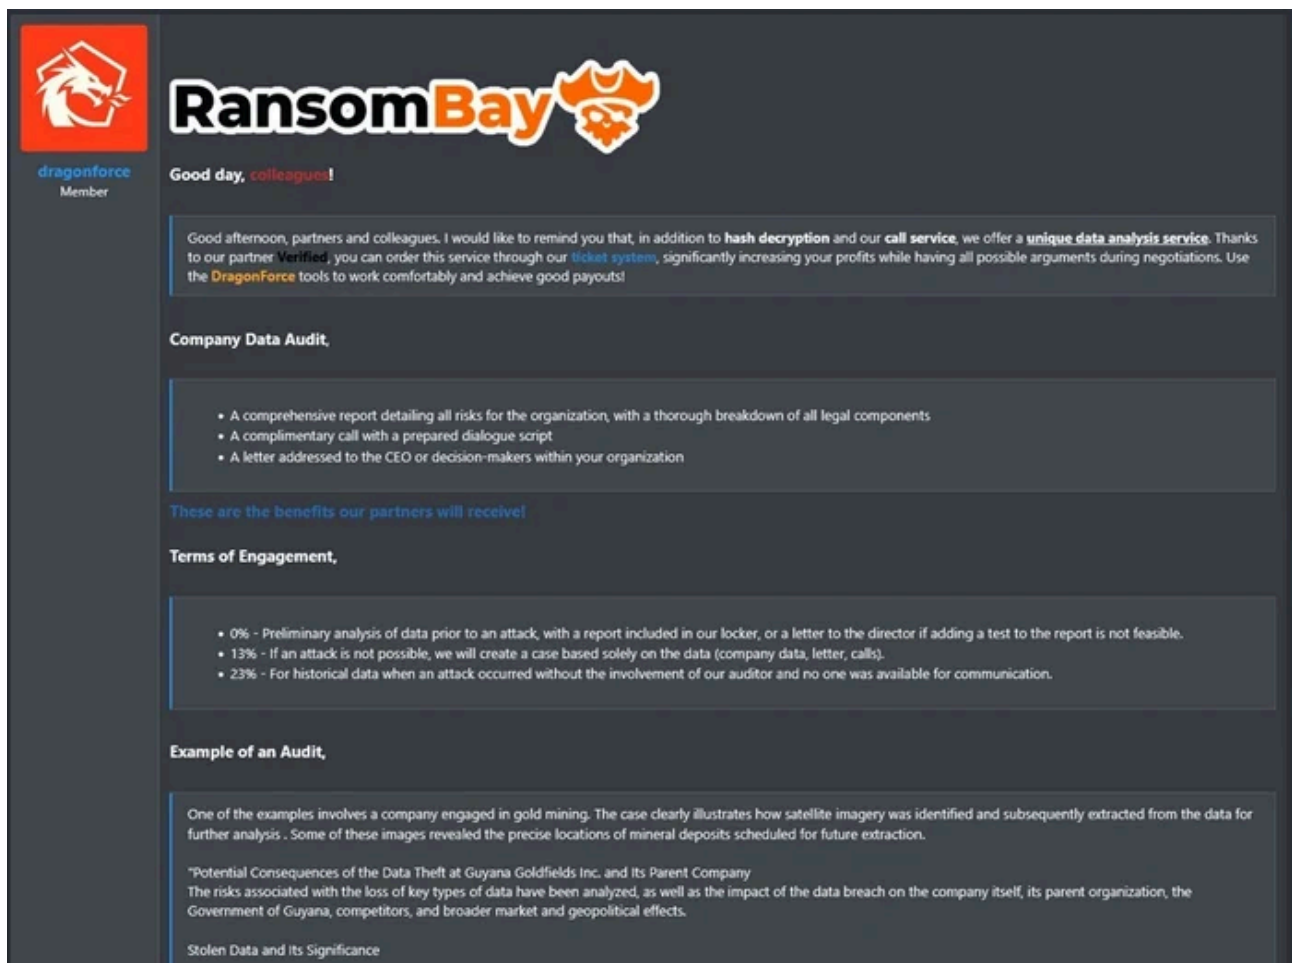 RansomBay
dragonforce
Member
Good day, colleagues!
Good afternoon, partners and colleagues. I would like to remind you that, in addition to hash decryption and our call service, we offer a unique data analysis service. Thanks
to our partner Verified, you can order this service through our ticket system, significantly increasing your profits while having all possible arguments during negotiations. Use
the DragonForce tools to work comfortably and achieve good payouts!
Company Data Audit,
• A comprehensive report detailing all risks for the organization, with a thorough breakdown of all legal components
• A complimentary call with a prepared dialogue script
• A letter addressed to the CEO or decision-makers within your organization
These are the benefits our partners will receive!
Terms of Engagement,
• 0% - Preliminary analysis of data prior to an attack, with a report included in our locker, or a letter to the director if adding a test to the report is not feasible.
• 13% - If an attack is not possible, we will create a case based solely on the data (company data, letter, calls).
• 23% - For historical data when an attack occurred without the involvement of our auditor and no one was available for communication.
Example of an Audit,
One of the examples involves a company engaged in gold mining. The case clearly illustrates how satellite imagery was identified and subsequently extracted from the data for
further analysis . Some of these images revealed the precise locations of mineral deposits scheduled for future extraction.
"Potential Consequences of the Data Theft at Guyana Goldfields Inc. and Its Parent Company
The risks associated with the loss of key types of data have been analyzed, as well as the impact of the data breach on the company itself, its parent organization, the
Government of Guyana, competitors, and broader market and geopolitical effects.
Stolen Data and Its Significance